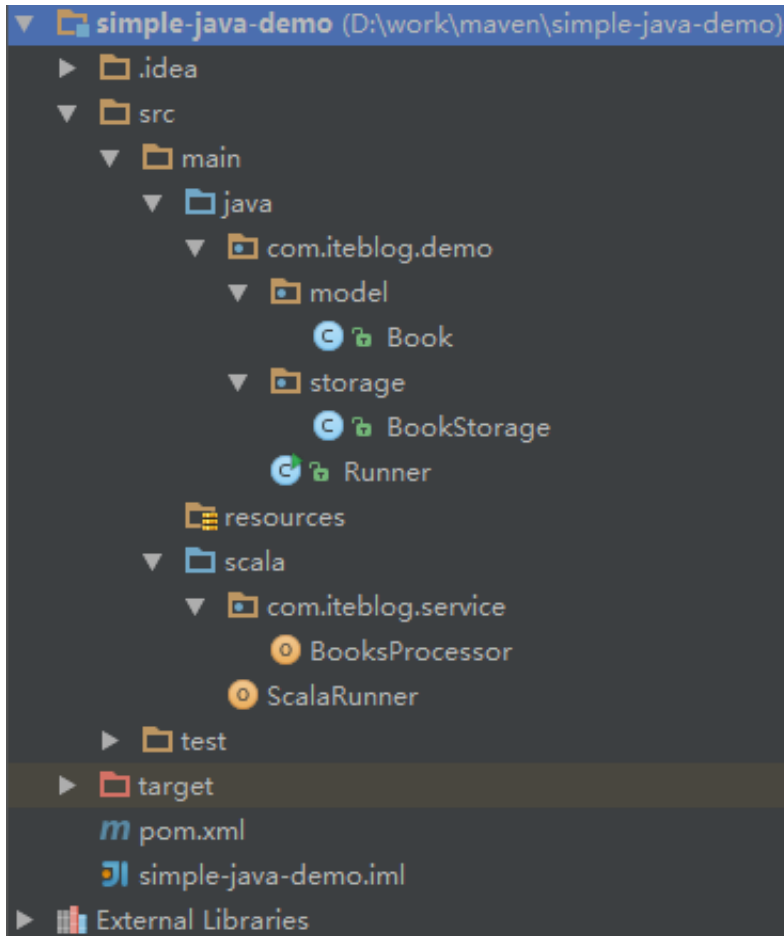 simple-java-demo (D:\work\maven\simple-java-demo)
.idea
src
main
java
com.iteblog.demo
model
Book
storage
BookStorage
Runner
resources
scala
com.iteblog.service
BooksProcessor
ScalaRunner
test
target
pom.xml
simple-java-demo.iml
External Libraries